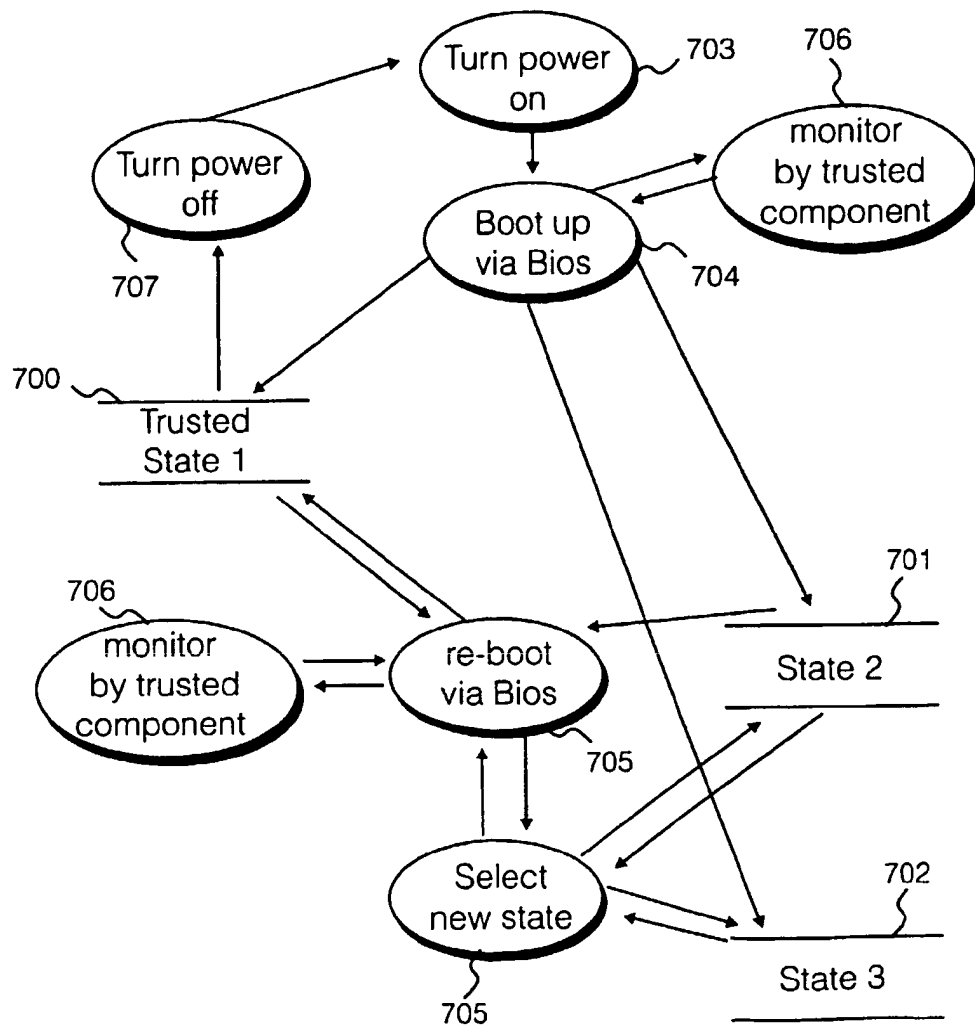 Turn power
on
703
706
monitor
by trusted
component
Turn power
off
707
Boot up
via Bios
704
700
Trusted
State 1
701
State 2
706
monitor
by trusted
component
re-boot
via Bios
705
Select
new state
705
702
State 3